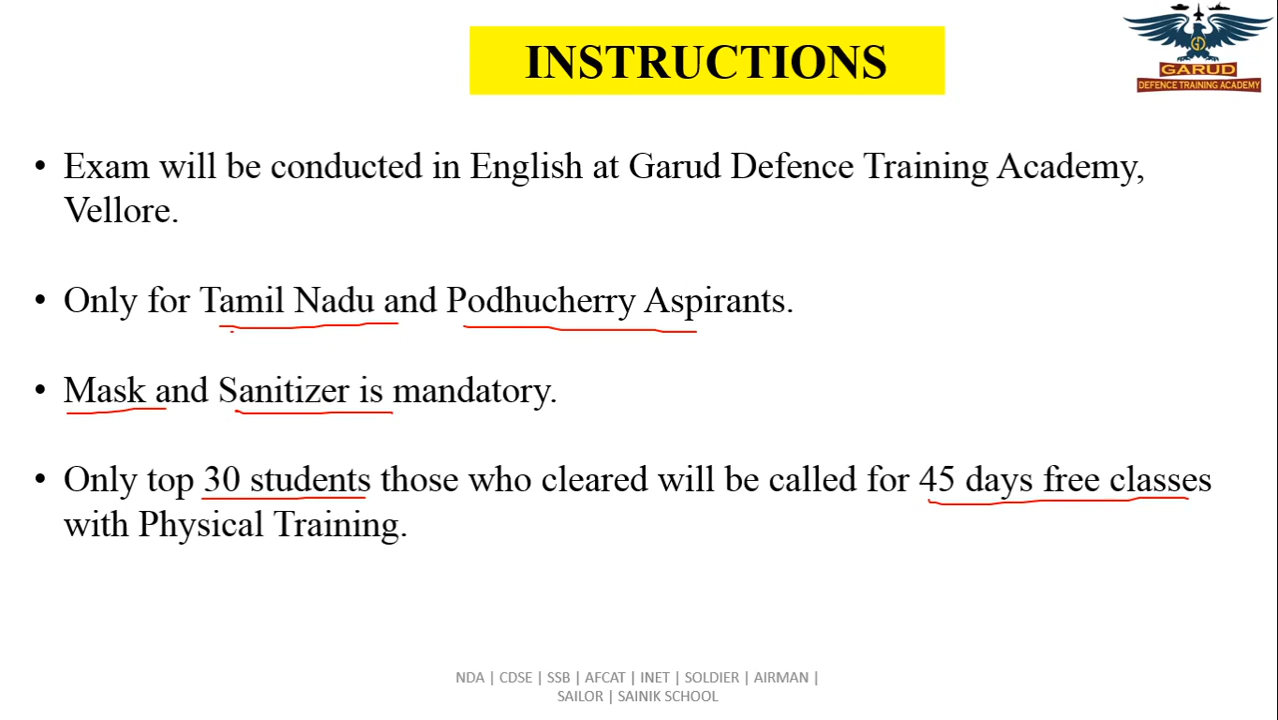 INSTRUCTIONS
GARUD
DEFENCE TRAINING ACADEMY
• Exam will be conducted in English at Garud Defence Training Academy,
Vellore.
• Only for Tamil Nadu and Podhucherry Aspirants.
• Mask and Sanitizer is mandatory.
• Only top 30 students those who cleared will be called for 45 days free classes
with Physical Training.
NDA | CDSE | SSB | AFCAT | INET | SOLDIER | AIRMAN |
SAILOR | SAINIK SCHOOL